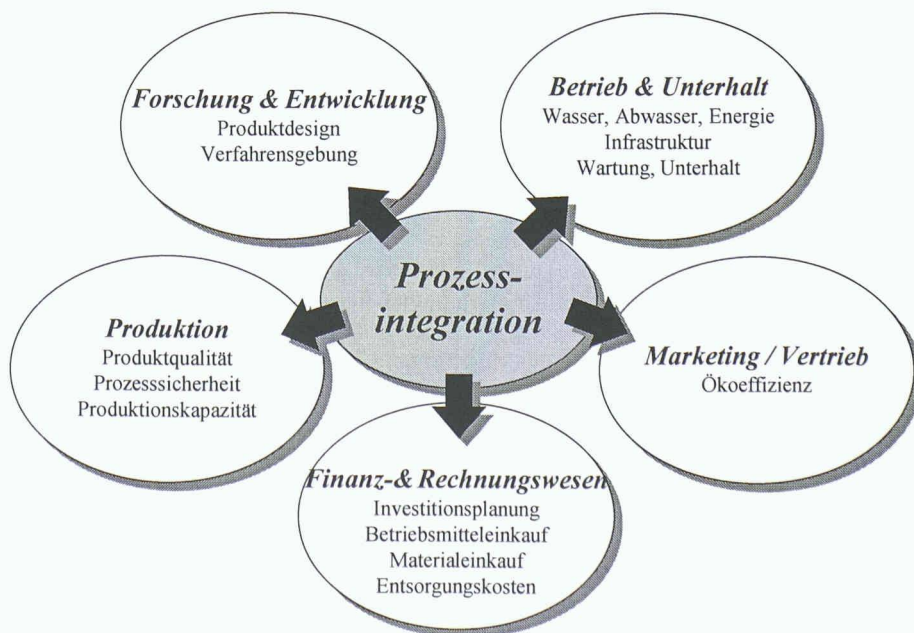 Forschung & Entwicklung
Produktdesign
Verfahrensgebung
Betrieb & Unterhalt
Wasser, Abwasser, Energie
Infrastruktur
Wartung, Unterhalt
Prozess-
integration
Produktion
Produktqualität
Prozesssicherheit
Produktionskapazität
Marketing / Vertrieb
Ökoeffizienz
Finanz-& Rechnungswesen
Investitionsplanung
Betriebsmitteleinkauf
Materialeinkauf
Entsorgungskosten